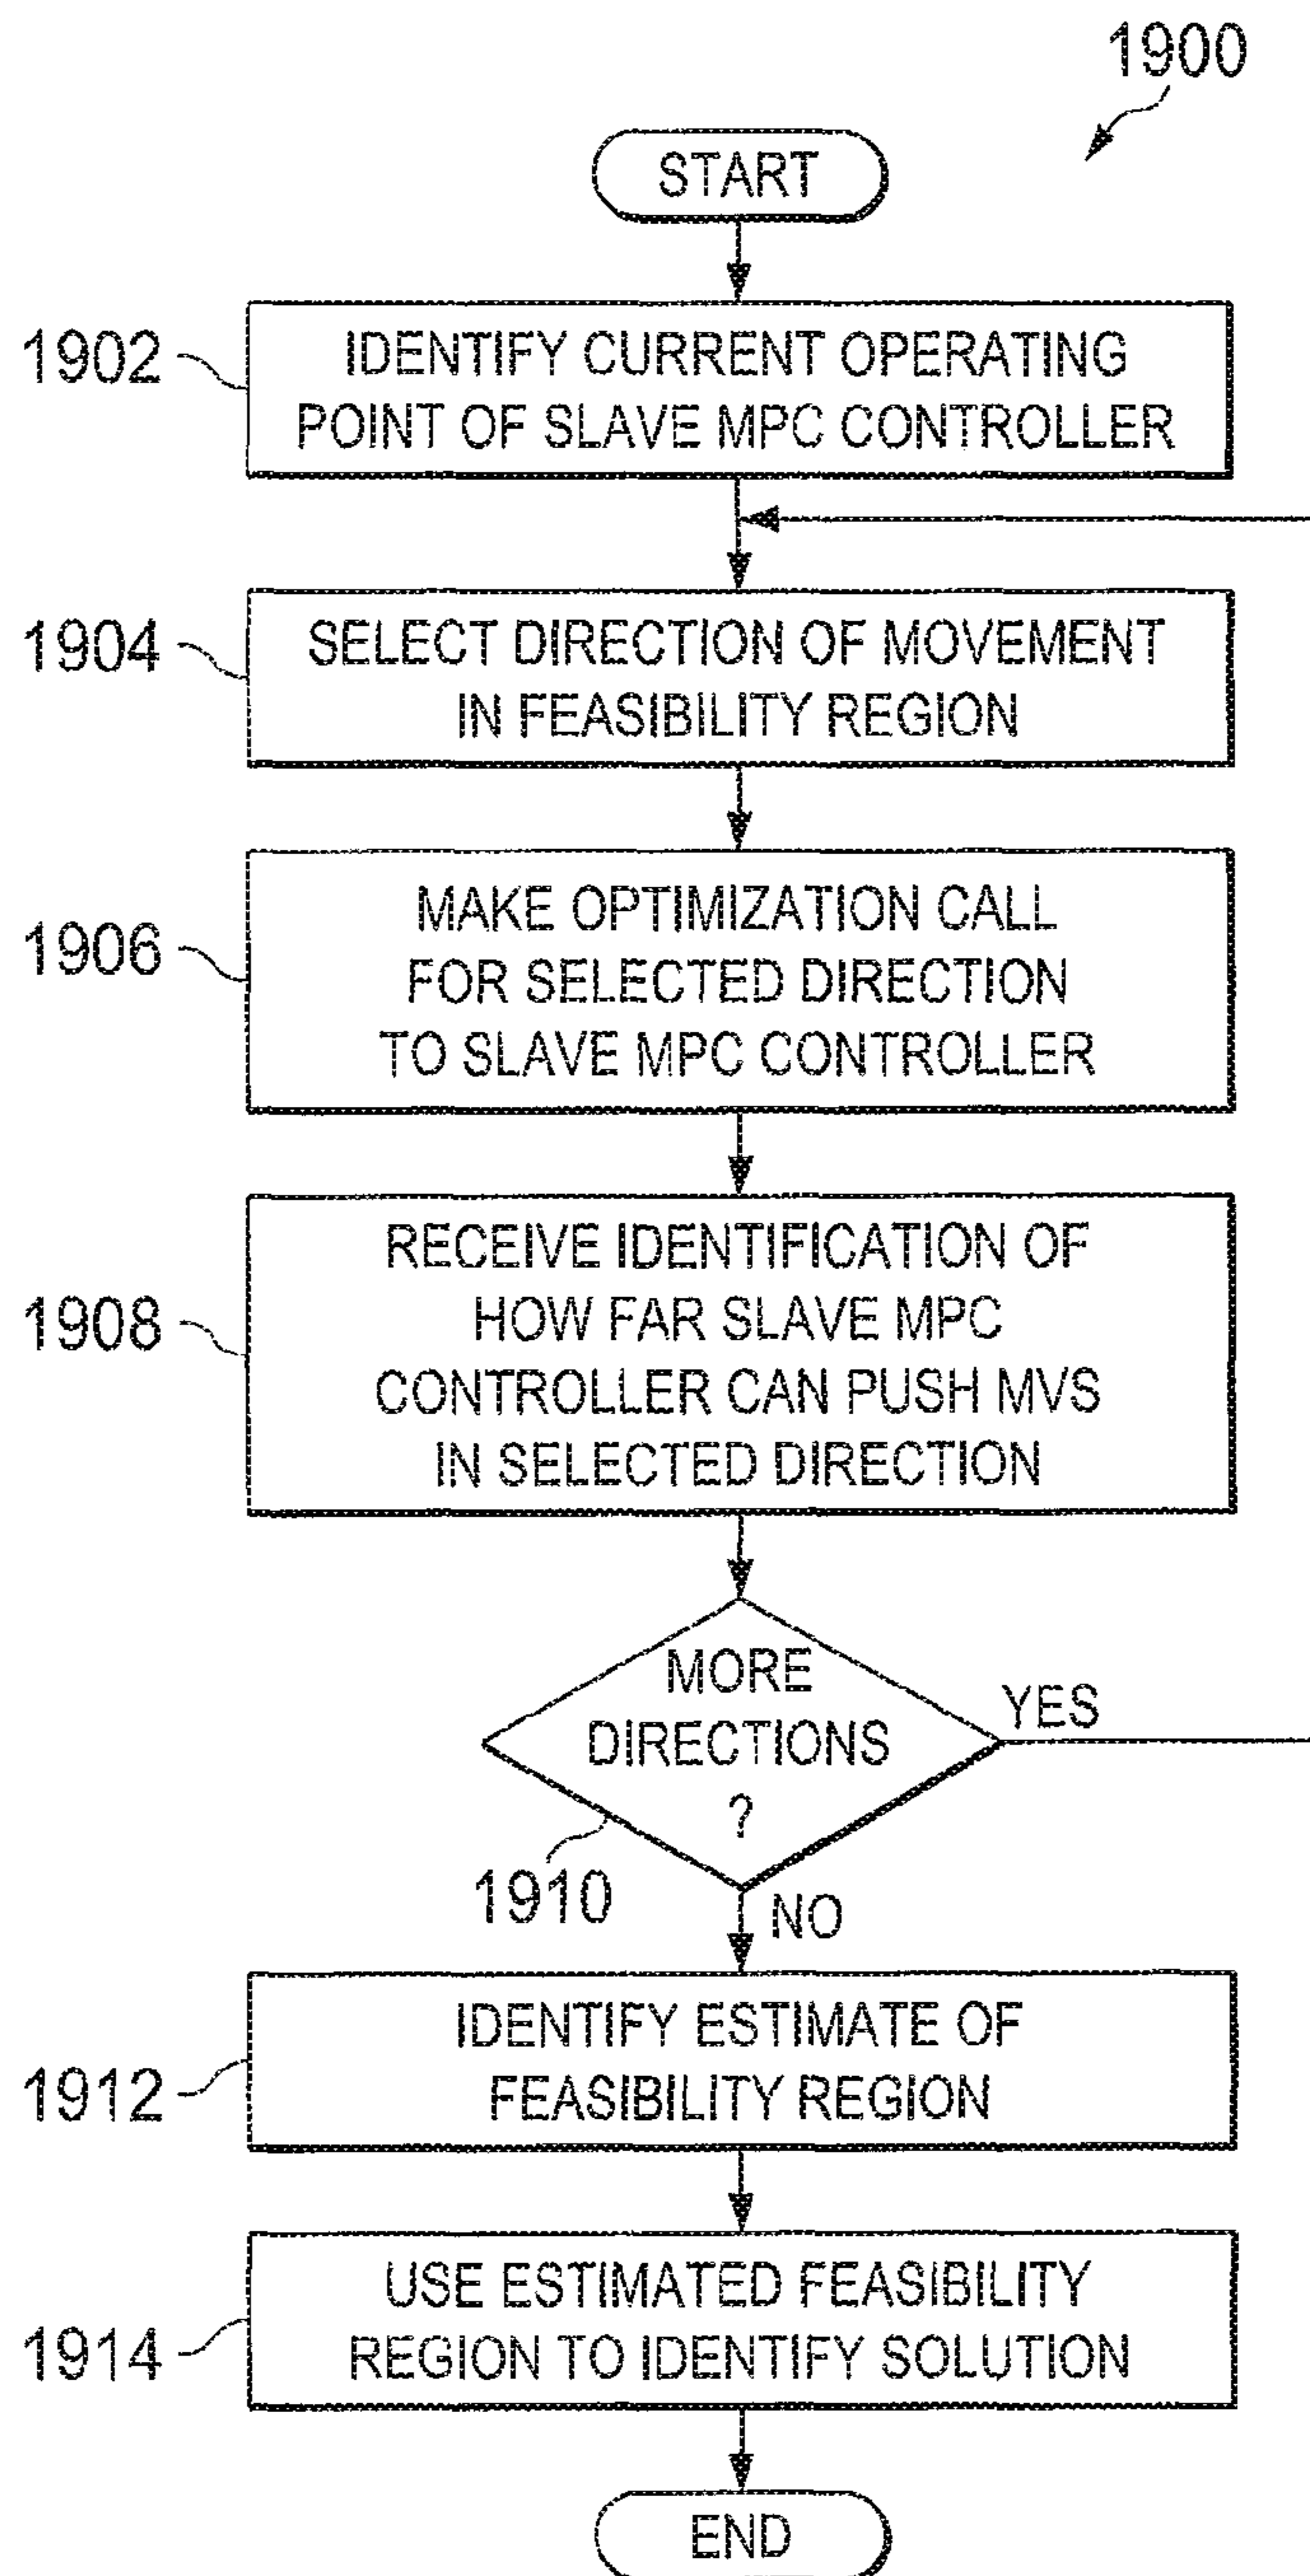 1900
START
1902
IDENTIFY CURRENT OPERATING
POINT OF SLAVE MPC CONTROLLER
1904
SELECT DIRECTION OF MOVEMENT
IN FEASIBILITY REGION
1906
MAKE OPTIMIZATION CALL
FOR SELECTED DIRECTION
TO SLAVE MPC CONTROLLER
1908
RECEIVE IDENTIFICATION OF
HOW FAR SLAVE MPC
CONTROLLER CAN PUSH MVS
IN SELECTED DIRECTION
MORE
DIRECTIONS
?
YES
1910
NO
1912
IDENTIFY ESTIMATE OF
FEASIBILITY REGION
1914
USE ESTIMATED FEASIBILITY
REGION TO IDENTIFY SOLUTION
END